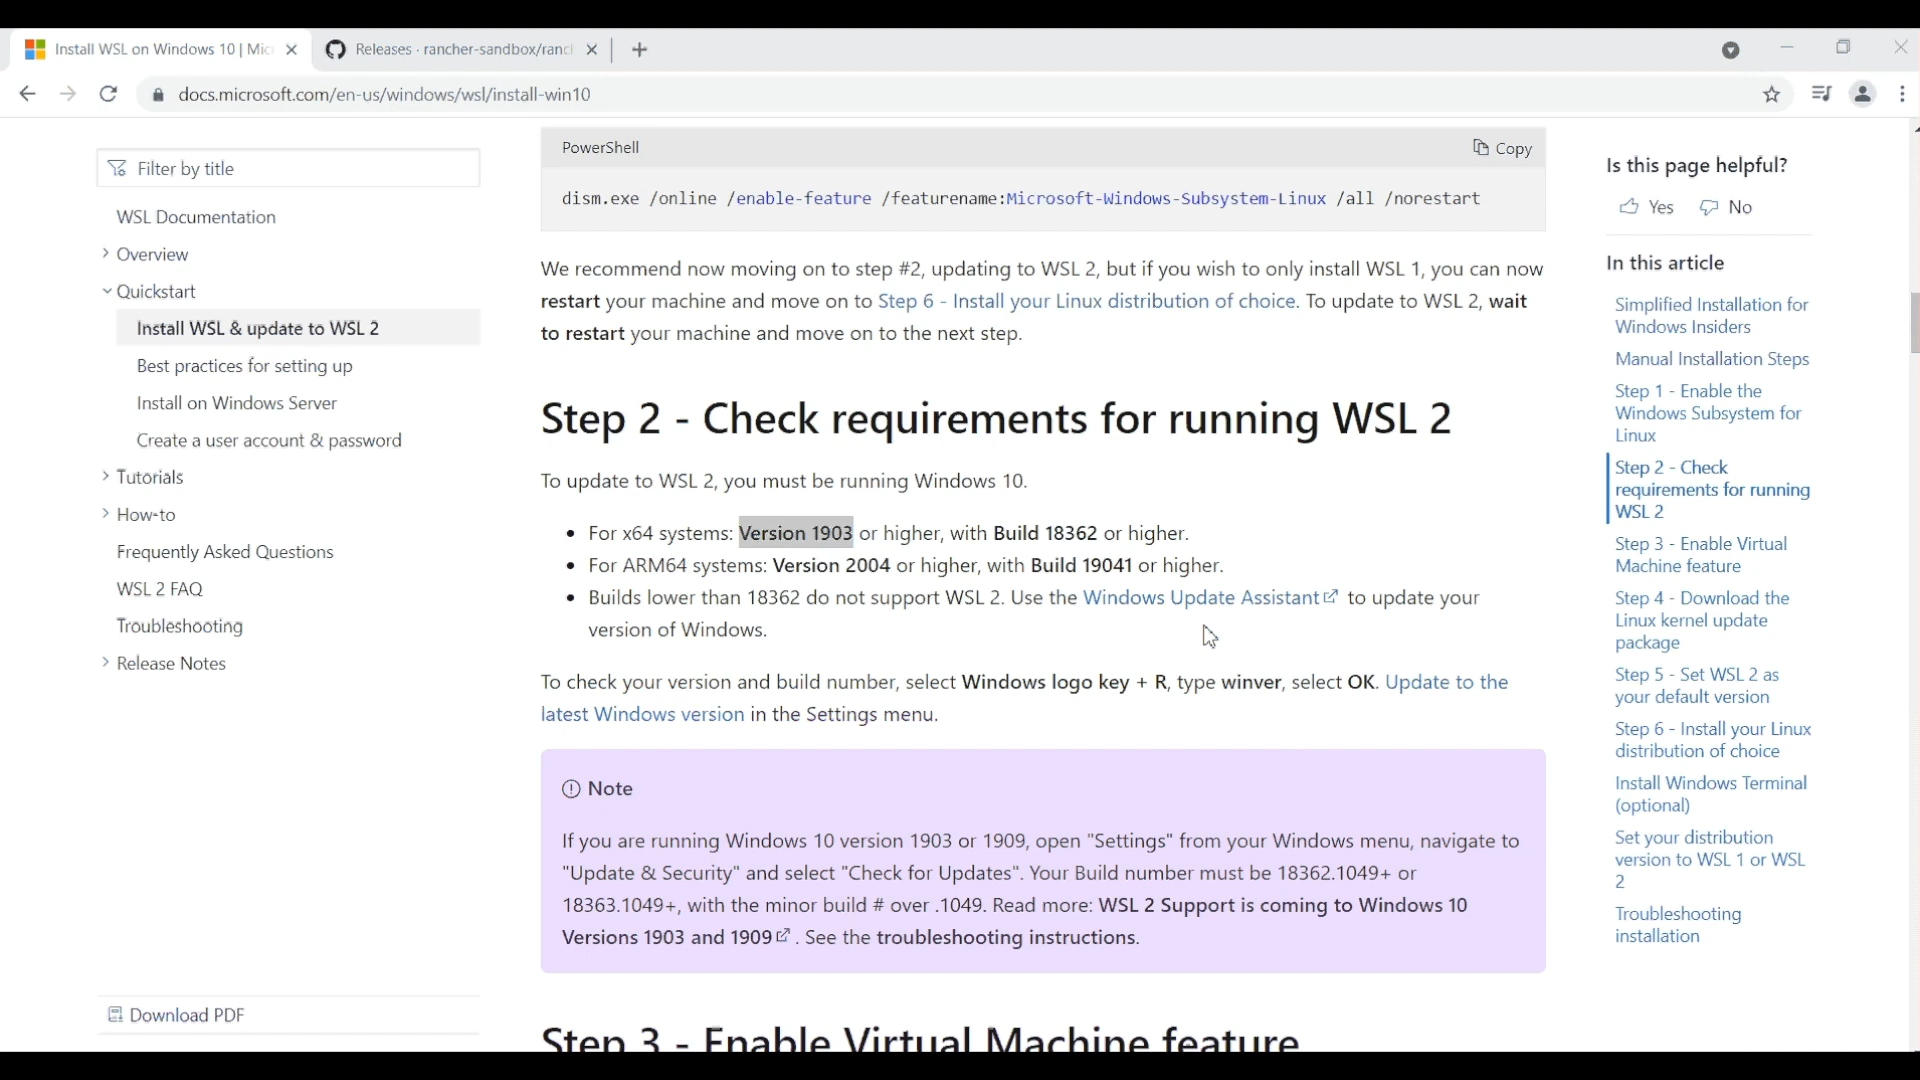 Install WSL on Windows 10 | Mic
Releases · rancher-sandbox/ranc
docs.microsoft.com/en-us/windows/wsl/install-win10
Filter by title
WSL Documentation
Overview
Quickstart
Install WSL & update to WSL 2
Best practices for setting up
Install on Windows Server
Create a user account & password
Tutorials
How-to
Frequently Asked Questions
WSL 2 FAQ
Troubleshooting
Release Notes
Download PDF
PowerShell
Copy
dism.exe /online /enable-feature /featurename:Microsoft-Windows-Subsystem-Linux /all /norestart
We recommend now moving on to step #2, updating to WSL 2, but if you wish to only install WSL 1, you can now
restart your machine and move on to Step 6 - Install your Linux distribution of choice. To update to WSL 2, wait
to restart your machine and move on to the next step.
Step 2 - Check requirements for running WSL 2
To update to WSL 2, you must be running Windows 10.
• For x64 systems: Version 1903 or higher, with Build 18362 or higher.
• For ARM64 systems: Version 2004 or higher, with Build 19041 or higher.
• Builds lower than 18362 do not support WSL 2. Use the Windows Update Assistant to update your
version of Windows.
To check your version and build number, select Windows logo key + R, type winver, select OK. Update to the
latest Windows version in the Settings menu.
Note
If you are running Windows 10 version 1903 or 1909, open "Settings" from your Windows menu, navigate to
"Update & Security" and select "Check for Updates". Your Build number must be 18362.1049+ or
18363.1049+, with the minor build # over .1049. Read more: WSL 2 Support is coming to Windows 10
Versions 1903 and 1909 . See the troubleshooting instructions.
Step 3 - Enable Virtual Machine feature
Is this page helpful?
Yes No
In this article
Simplified Installation for
Windows Insiders
Manual Installation Steps
Step 1 - Enable the
Windows Subsystem for
Linux
Step 2 - Check
requirements for running
WSL 2
Step 3 - Enable Virtual
Machine feature
Step 4 - Download the
Linux kernel update
package
Step 5 - Set WSL 2 as
your default version
Step 6 - Install your Linux
distribution of choice
Install Windows Terminal
(optional)
Set your distribution
version to WSL 1 or WSL
2
Troubleshooting
installation